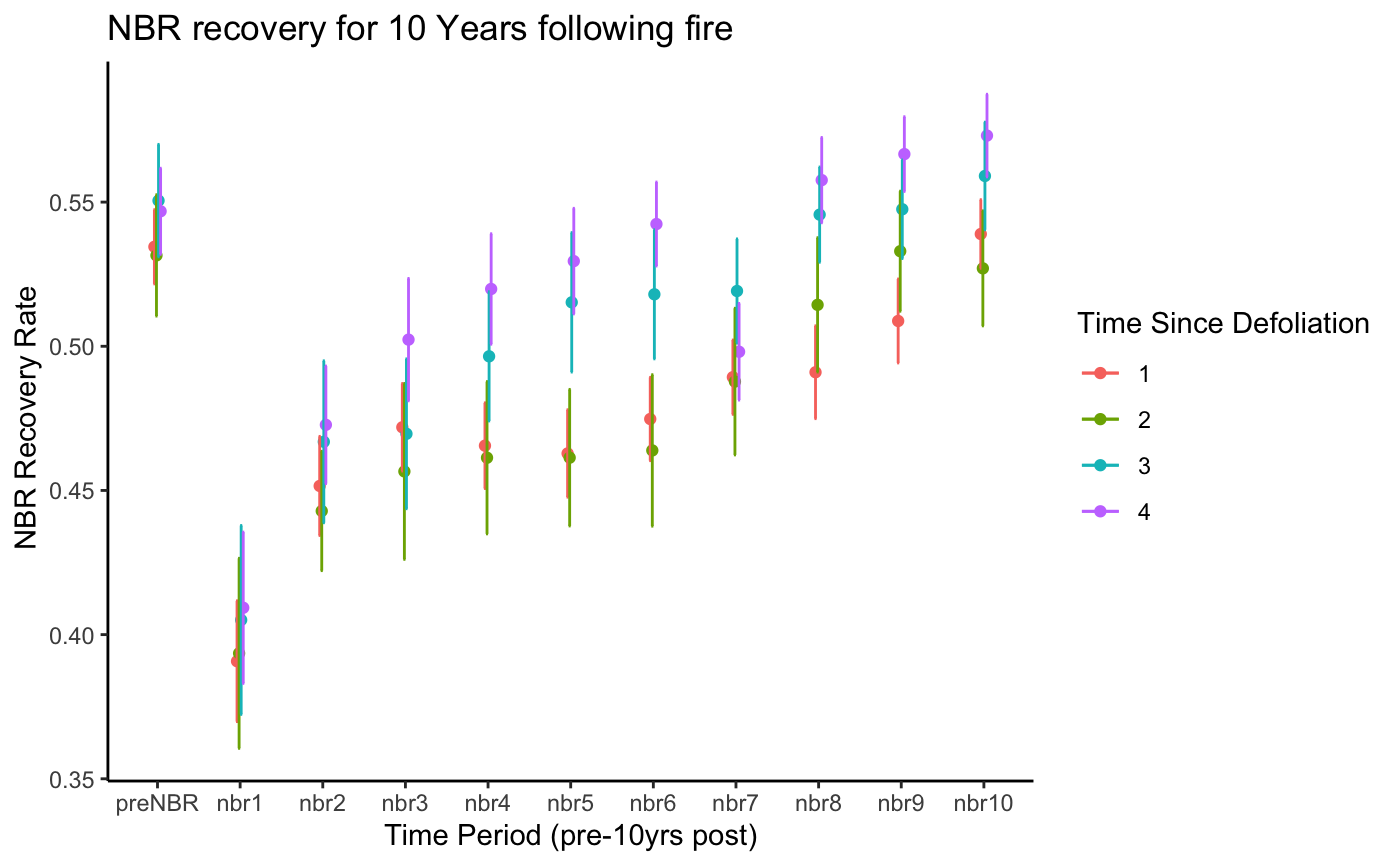 NBR recovery for 10 Years following fire
NBR Recovery Rate
0.55
0.50
0.45
0.40
0.35
preNBR nbr1 nbr2 nbr3 nbr4 nbr5 nbr6 nbr7 nbr8 nbr9 nbr10
Time Period (pre-10yrs post)
Time Since Defoliation
1
2
3
4